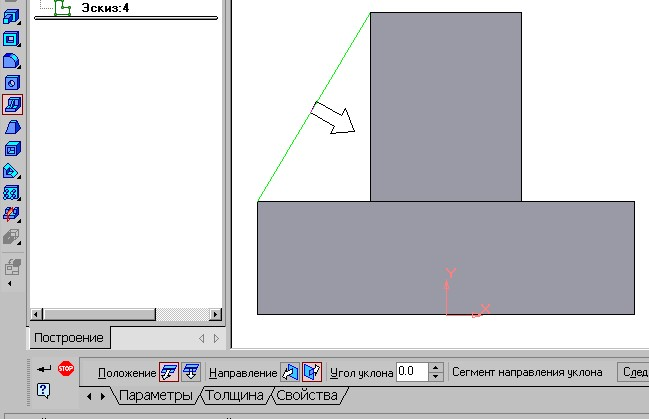 Эскиз:4
Y
X
Построение
Положение Направление Угол уклона 0.0 Сегмент направления уклона След
STOP
Параметры Толщина Свойства